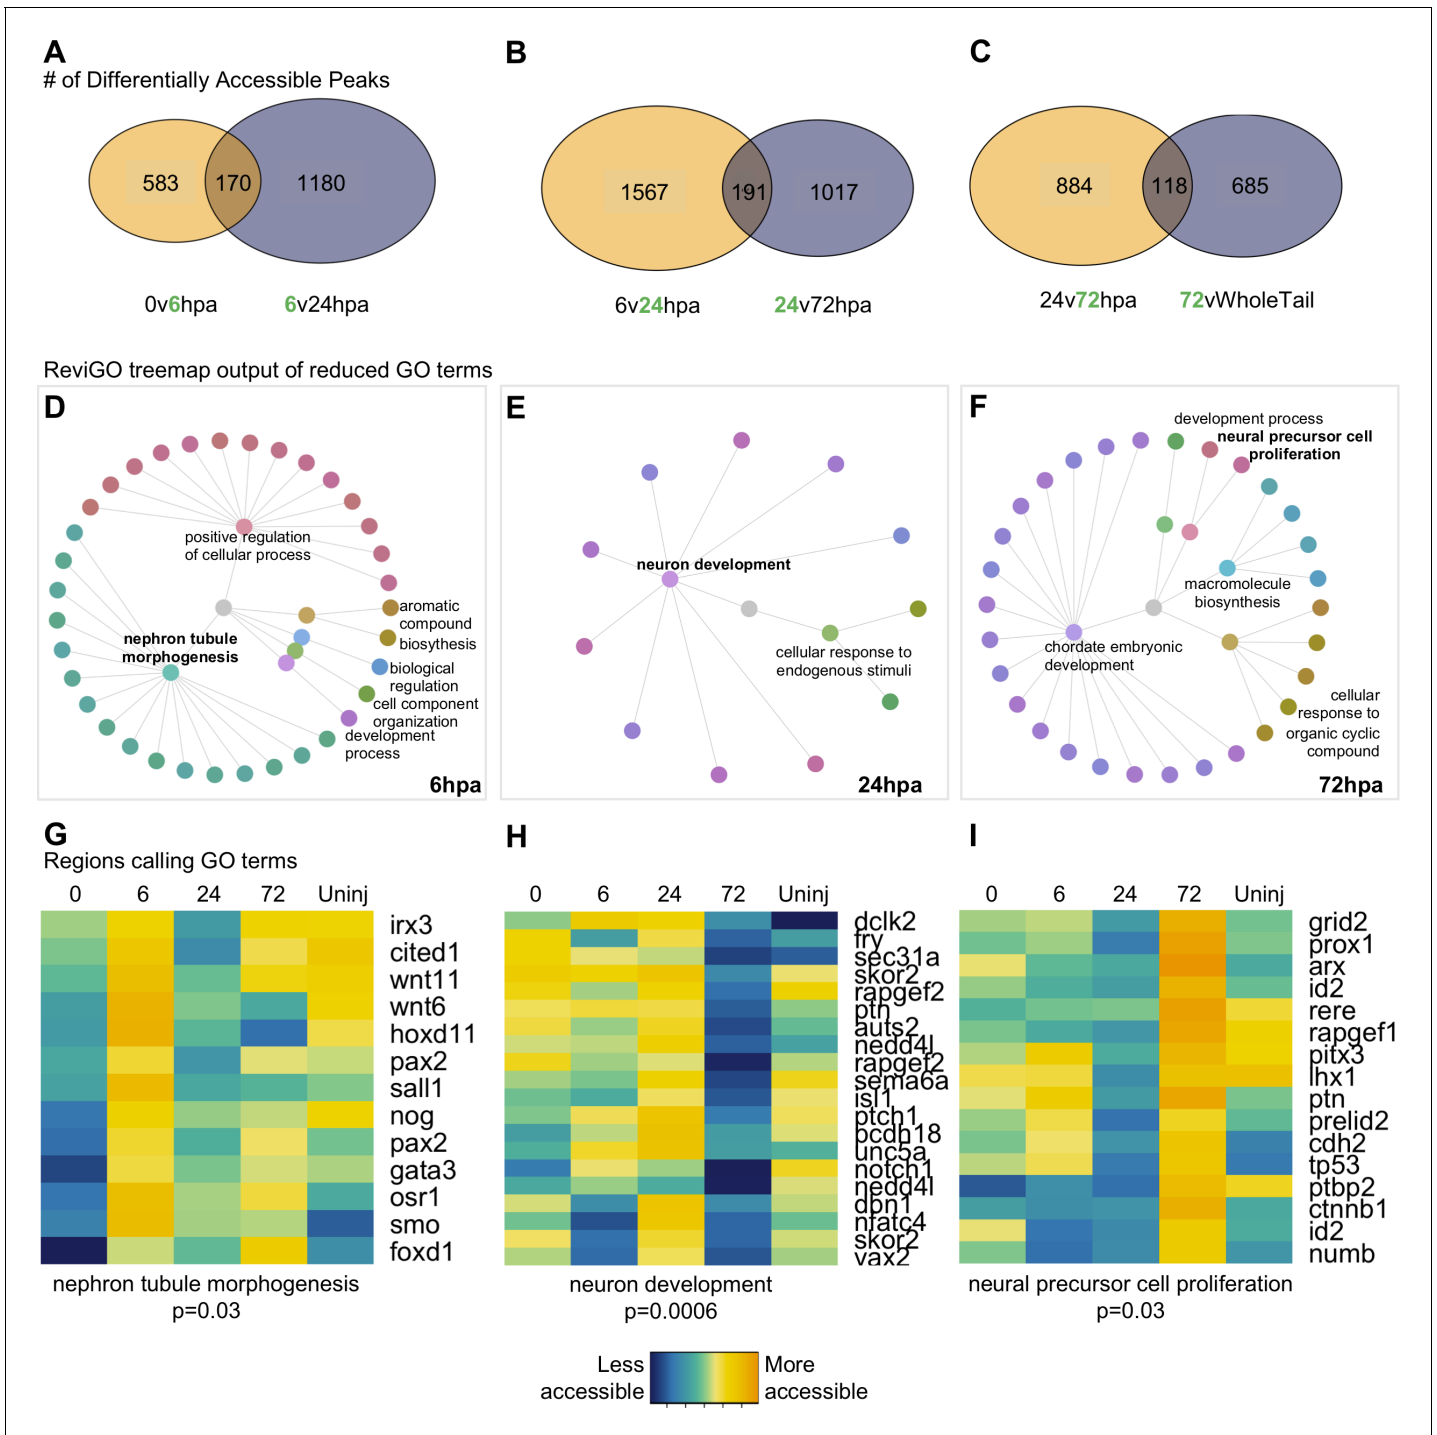 A
# of Differentially Accessible Peaks
583
170
1180
0v6hpa
6v24hpa
B
1567
191
1017
6v24hpa
24v72hpa
C
884
118
685
24v72hpa
72vWholeTail
ReviGO treemap output of reduced GO terms
D
positive regulation
of cellular process
nephron tubule
morphogenesis
aromatic
compound
biosythesis
biological
regulation
cell component
organization
development
process
6hpa
E
neuron development
cellular response to
endogenous stimuli
24hpa
F
development process
neural precursor cell
proliferation
macromolecule
biosynthesis
chordate embryonic
development
cellular
response to
organic cyclic
compound
72hpa
G
Regions calling GO terms
0 6 24 72 Uninj
irx3
cited1
wnt11
wnt6
hoxd11
pax2
sall1
nog
pax2
gata3
osr1
smo
foxd1
nephron tubule morphogenesis
p=0.03
H
0 6 24 72 Uninj
dclk2
fry
sec31a
skor2
rapgef2
ptn
auts2
nedd4l
rapgef2
sema6a
isl1
ptch1
pcdh18
unc5a
notch1
nedd4l
dpn1
nfatc4
skor2
vax2
neuron development
p=0.0006
I
0 6 24 72 Uninj
grid2
prox1
arx
id2
rere
rapgef1
pitx3
lhx1
ptn
prelid2
cdh2
tp53
ptbp2
ctnnb1
id2
numb
neural precursor cell proliferation
p=0.03
Less
accessible
More
accessible